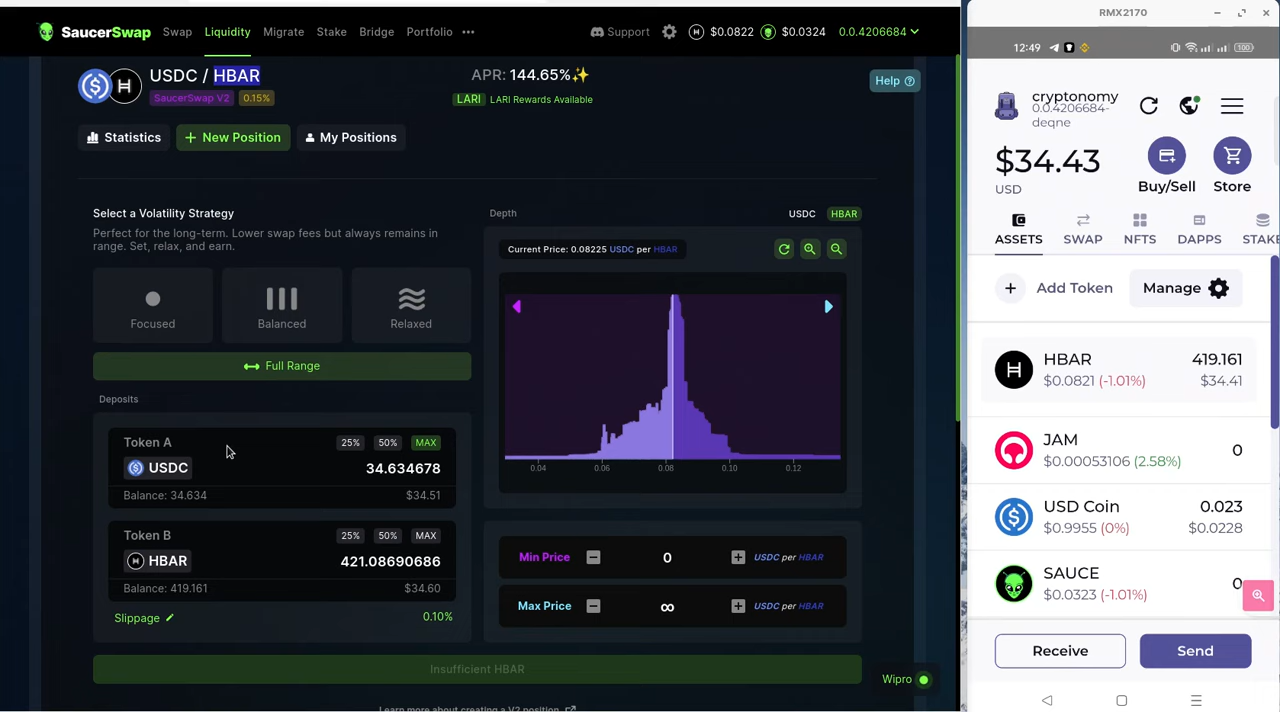 SaucerSwap Swap Liquidity Migrate Stake Bridge Portfolio ••• Support $0.0822 $0.0324 0.0.4206684
USDC / HBAR
SaucerSwap V2 0.15%
APR: 144.65%✨
LARI LARI Rewards Available
Help
Statistics + New Position My Positions
Select a Volatility Strategy
Perfect for the long-term. Lower swap fees but always remains in
range. Set, relax, and earn.
Focused Balanced Relaxed
Full Range
Deposits
Token A 25% 50% MAX
USDC 34.634678
Balance: 34.634 $34.51
Token B 25% 50% MAX
HBAR 421.08690686
Balance: 419.161 $34.60
Slippage 0.10%
Depth USDC HBAR
Current Price: 0.08225 USDC per HBAR
0.04 0.06 0.08 0.10 0.12
Min Price 0 USDC per HBAR
Max Price ∞ USDC per HBAR
Insufficient HBAR
Wipro
Learn more about creating a V2 position
RMX2170
12:49 100
cryptonomy
0.0.4206684-
deqne
$34.43
USD
Buy/Sell Store
ASSETS SWAP NFTS DAPPS STAKE
+ Add Token Manage
HBAR 419.161
$0.0821 (-1.01%) $34.41
JAM 0
$0.00053106 (2.58%)
USD Coin 0.023
$0.9955 (0%) $0.0228
SAUCE 0
$0.0323 (-1.01%)
Receive Send